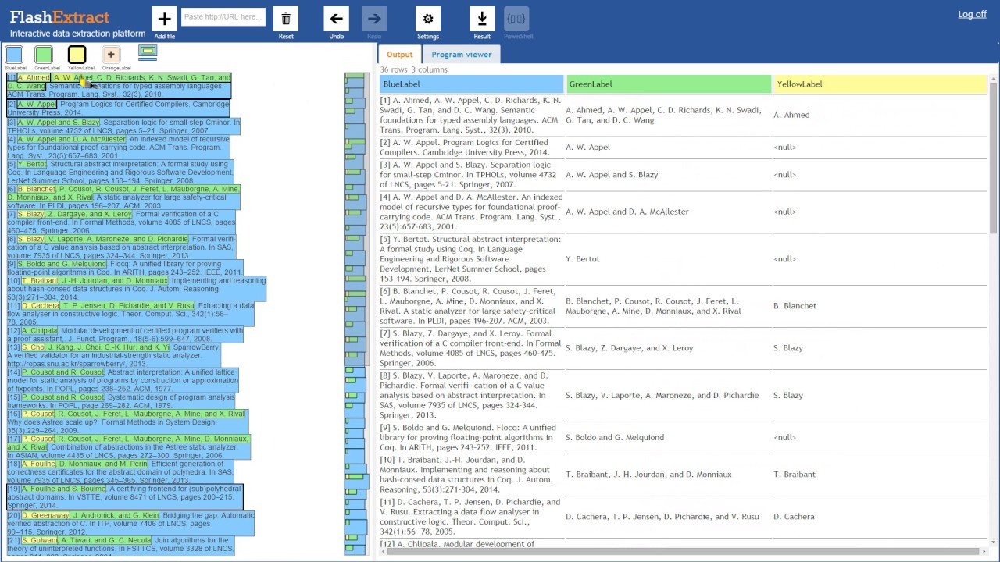 FlashExtract
Interactive data extraction platform
Add file
Paste http://URL here...
Reset
Undo
Redo
Settings
Result
PowerShell
Log off
BlueLabel
GreenLabel
YellowLabel
OrangeLabel
[1] A. Ahmed, A. W. Appel, C. D. Richards, K. N. Swadi, G. Tan, and
D. C. Wang. Semantic foundations for typed assembly languages.
ACM Trans. Program. Lang. Syst., 32(3), 2010.
[2] A. W. Appel. Program Logics for Certified Compilers. Cambridge
University Press, 2014.
[3] A. W. Appel and S. Blazy. Separation logic for small-step Cminor. In
TPHOLs, volume 4732 of LNCS, pages 5–21. Springer, 2007.
[4] A. W. Appel and D. A. McAllester. An indexed model of recursive
types for foundational proof-carrying code. ACM Trans. Program.
Lang. Syst., 23(5):657–683, 2001.
[5] Y. Bertot. Structural abstract interpretation: A formal study using
Coq. In Language Engineering and Rigorous Software Development,
LerNet Summer School, pages 153–194. Springer, 2008.
[6] B. Blanchet, P. Cousot, R. Cousot, J. Feret, L. Mauborgne, A. Mine,
D. Monniaux, and X. Rival. A static analyzer for large safety-critical
software. In PLDI, pages 196–207. ACM, 2003.
[7] S. Blazy, Z. Dargaye, and X. Leroy. Formal verification of a C
compiler front-end. In Formal Methods, volume 4085 of LNCS, pages
460–475. Springer, 2006.
[8] S. Blazy, V. Laporte, A. Maroneze, and D. Pichardie. Formal verifi-
cation of a C value analysis based on abstract interpretation. In SAS,
volume 7935 of LNCS, pages 324–344. Springer, 2013.
[9] S. Boldo and G. Melquiond. Flocq: A unified library for proving
floating-point algorithms in Coq. In ARITH, pages 243–252. IEEE, 2011.
[10] T. Braibant, J.-H. Jourdan, and D. Monniaux. Implementing and reasoning
about hash-consed data structures in Coq. J. Autom. Reasoning,
53(3):271–304, 2014.
[11] D. Cachera, T. P. Jensen, D. Pichardie, and V. Rusu. Extracting a data
flow analyser in constructive logic. Theor. Comput. Sci., 342(1):56–
78, 2005.
[12] A. Chlipala. Modular development of certified program verifiers with
a proof assistant,. J. Funct. Program., 18(5-6):599–647, 2008.
[13] S. Cho, J. Kang, J. Choi, C.-K. Hur, and K. Yi. SparrowBerry:
A verified validator for an industrial-strength static analyzer.
http://ropas.snu.ac.kr/sparrowberry/, 2013.
[14] P. Cousot and R. Cousot. Abstract interpretation: A unified lattice
model for static analysis of programs by construction or approximation
of fixpoints. In POPL, pages 238–252. ACM, 1977.
[15] P. Cousot and R. Cousot. Systematic design of program analysis
frameworks. In POPL, page 269–282. ACM, 1979.
[16] P. Cousot, R. Cousot, J. Feret, L. Mauborgne, A. Mine, and X. Rival.
Why does Astree scale up? Formal Methods in System Design.
35(3):229–264, 2009.
[17] P. Cousot, R. Cousot, J. Feret, L. Mauborgne, A. Mine, D. Monniaux,
and X. Rival. Combination of abstractions in the Astree static analyzer.
In ASIAN, volume 4435 of LNCS, pages 272–300. Springer, 2006.
[18] A. Fouilhe, D. Monniaux, and M. Perin. Efficient generation of
correctness certificates for the abstract domain of polyhedra. In SAS,
volume 7935 of LNCS, pages 345–365. Springer, 2013.
[19] A. Fouilhe and S. Boulme. A certifying frontend for (sub)polyhedral
abstract domains. In VSTTE, volume 8471 of LNCS, pages 200–215.
Springer, 2014.
[20] D. Greenaway, J. Andronick, and G. Klein. Bridging the gap: Automatic
verified abstraction of C. In ITP, volume 7406 of LNCS, pages
99–115. Springer, 2012.
[21] S. Gulwani, A. Tiwari, and G. C. Necula. Join algorithms for the
theory of uninterpreted functions. In FSTTCS, volume 3328 of LNCS,
Output
Program viewer
36 rows 3 columns
BlueLabel GreenLabel YellowLabel
[1] A. Ahmed, A. W. Appel, C. D. Richards, K. N.
Swadi, G. Tan, and D. C. Wang. Semantic
foundations for typed assembly languages. ACM
Trans. Program. Lang. Syst., 32(3), 2010.
A. Ahmed, A. W. Appel, C. D. Richards, K. N. Swadi,
G. Tan, and D. C. Wang
A. Ahmed
[2] A. W. Appel. Program Logics for Certified
Compilers. Cambridge University Press, 2014.
A. W. Appel
<null>
[3] A. W. Appel and S. Blazy. Separation logic
for small-step Cminor. In TPHOLs, volume 4732
of LNCS, pages 5-21. Springer, 2007.
A. W. Appel and S. Blazy
<null>
[4] A. W. Appel and D. A. McAllester. An indexed
model of recursive types for foundational proof-
carrying code. ACM Trans. Program. Lang. Syst.,
23(5):657-683, 2001.
A. W. Appel and D. A. McAllester
<null>
[5] Y. Bertot. Structural abstract interpretation:
A formal study using Coq. In Language
Engineering and Rigorous Software
Development, LerNet Summer School, pages
153-194. Springer, 2008.
Y. Bertot
<null>
[6] B. Blanchet, P. Cousot, R. Cousot, J. Feret,
L. Mauborgne, A. Mine, D. Monniaux, and X.
Rival. A static analyzer for large safety-critical
software. In PLDI, pages 196-207. ACM, 2003.
B. Blanchet, P. Cousot, R. Cousot, J. Feret, L.
Mauborgne, A. Mine, D. Monniaux, and X. Rival
B. Blanchet
[7] S. Blazy, Z. Dargaye, and X. Leroy. Formal
verification of a C compiler front-end. In Formal
Methods, volume 4085 of LNCS, pages 460-475.
Springer, 2006.
S. Blazy, Z. Dargaye, and X. Leroy
S. Blazy
[8] S. Blazy, V. Laporte, A. Maroneze, and D.
Pichardie. Formal verifi- cation of a C value
analysis based on abstract interpretation. In
SAS, volume 7935 of LNCS, pages 324-344.
Springer, 2013.
S. Blazy, V. Laporte, A. Maroneze, and D. Pichardie
S. Blazy
[9] S. Boldo and G. Melquiond. Flocq: A unified
library for proving floating-point algorithms in
Coq. In ARITH, pages 243-252. IEEE, 2011.
S. Boldo and G. Melquiond
<null>
[10] T. Braibant, J.-H. Jourdan, and D.
Monniaux. Implementing and reasoning about
hash-consed data structures in Coq. J. Autom.
Reasoning, 53(3):271-304, 2014.
T. Braibant, J.-H. Jourdan, and D. Monniaux
T. Braibant
[11] D. Cachera, T. P. Jensen, D. Pichardie, and
V. Rusu. Extracting a data flow analyser in
constructive logic. Theor. Comput. Sci.,
342(1):56- 78, 2005.
D. Cachera, T. P. Jensen, D. Pichardie, and V. Rusu
D. Cachera
[12] A. Chlipala. Modular development of